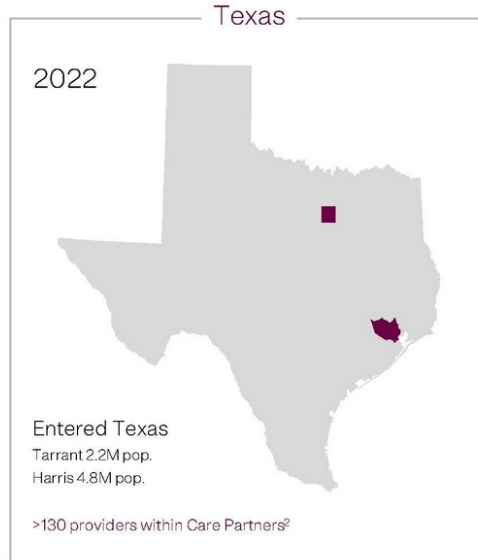 Texas
2022
Entered Texas
Tarrant 2.2M pop.
Harris 4.8M pop.
>130 providers within Care Partners²